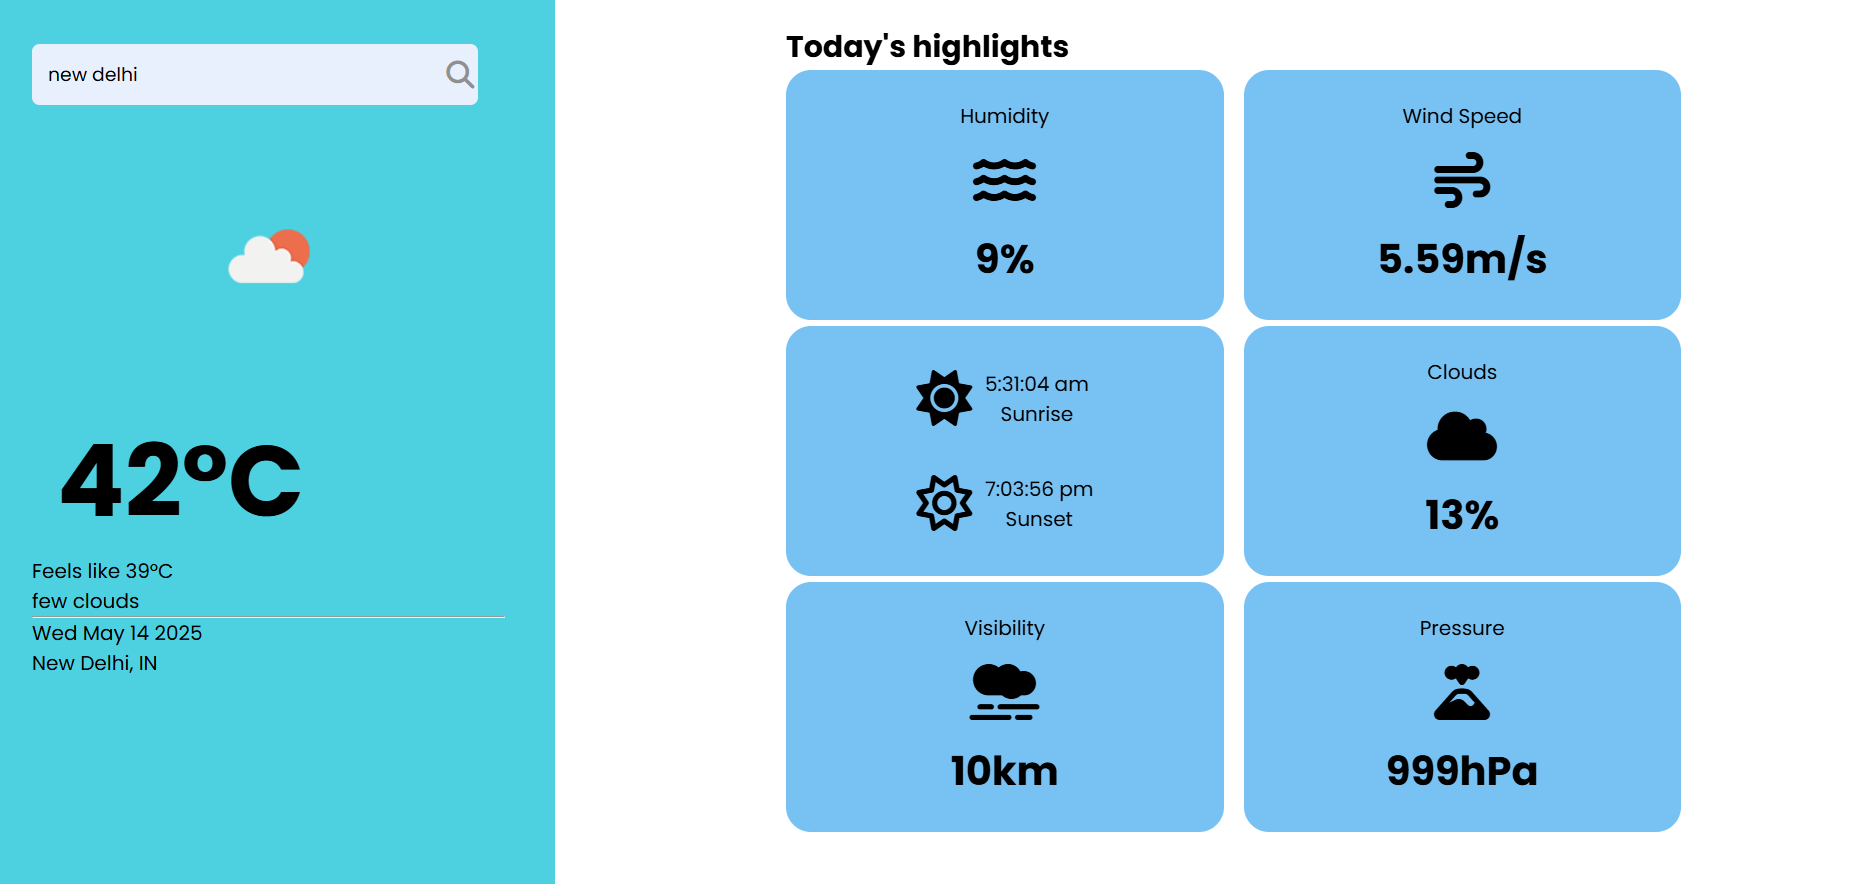 new delhi
42°C
Feels like 39°C
few clouds
Wed May 14 2025
New Delhi, IN
Today's highlights
Humidity
9%
Wind Speed
5.59m/s
5:31:04 am
Sunrise
7:03:56 pm
Sunset
Clouds
13%
Visibility
10km
Pressure
999hPa